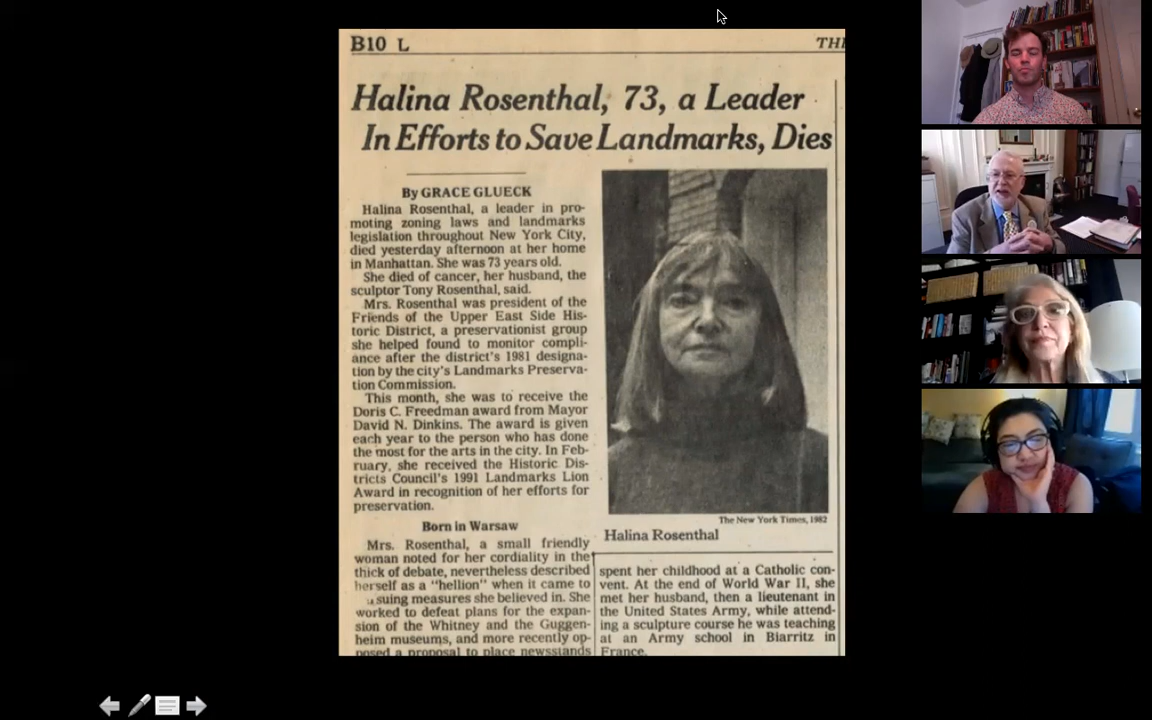 B10 L
THE
Halina Rosenthal, 73, a Leader
In Efforts to Save Landmarks, Dies
By GRACE GLUECK
Halina Rosenthal, a leader in pro-
moting zoning laws and landmarks
legislation throughout New York City,
died yesterday afternoon at her home
in Manhattan. She was 73 years old.
She died of cancer, her husband, the
sculptor Tony Rosenthal, said.
Mrs. Rosenthal was president of the
Friends of the Upper East Side His-
toric District, a preservationist group
she helped found to monitor compli-
ance after the district's 1981 designa-
tion by the city's Landmarks Preserva-
tion Commission.
This month, she was to receive the
Doris C. Freedman award from Mayor
David N. Dinkins. The award is given
each year to the person who has done
the most for the arts in the city. In Feb-
ruary, she received the Historic Dis-
tricts Council's 1991 Landmarks Lion
Award in recognition of her efforts for
preservation.
Born in Warsaw
Mrs. Rosenthal, a small friendly
woman noted for her cordiality in the
thick of debate, nevertheless described
herself as a "hellion" when it came to
suing measures she believed in. She
worked to defeat plans for the expan-
sion of the Whitney and the Guggen-
heim museums, and more recently op-
posed a proposal to place newsstands
The New York Times, 1982
Halina Rosenthal
spent her childhood at a Catholic con-
vent. At the end of World War II, she
met her husband, then a lieutenant in
the United States Army, while attend-
ing a sculpture course he was teaching
at an Army school in Biarritz in
France.